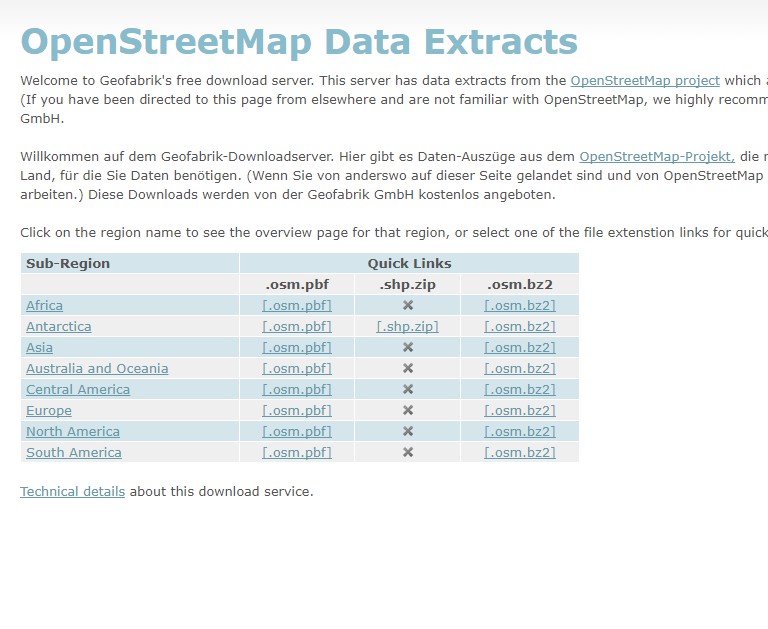 OpenStreetMap Data Extracts
Welcome to Geofabrik's free download server. This server has data extracts from the OpenStreetMap project which
(If you have been directed to this page from elsewhere and are not familiar with OpenStreetMap, we highly recomm
GmbH.
Willkommen auf dem Geofabrik-Downloadserver. Hier gibt es Daten-Auszüge aus dem OpenStreetMap-Projekt, die
Land, für die Sie Daten benötigen. (Wenn Sie von anderswo auf dieser Seite gelandet sind und von OpenStreetMap
arbeiten.) Diese Downloads werden von der Geofabrik GmbH kostenlos angeboten.
Click on the region name to see the overview page for that region, or select one of the file extenstion links for quick
Sub-Region Quick Links
.osm.pbf .shp.zip .osm.bz2
Africa [.osm.pbf] ✖ [.osm.bz2]
Antarctica [.osm.pbf] [.shp.zip] [.osm.bz2]
Asia [.osm.pbf] ✖ [.osm.bz2]
Australia and Oceania [.osm.pbf] ✖ [.osm.bz2]
Central America [.osm.pbf] ✖ [.osm.bz2]
Europe [.osm.pbf] ✖ [.osm.bz2]
North America [.osm.pbf] ✖ [.osm.bz2]
South America [.osm.pbf] ✖ [.osm.bz2]
Technical details about this download service.